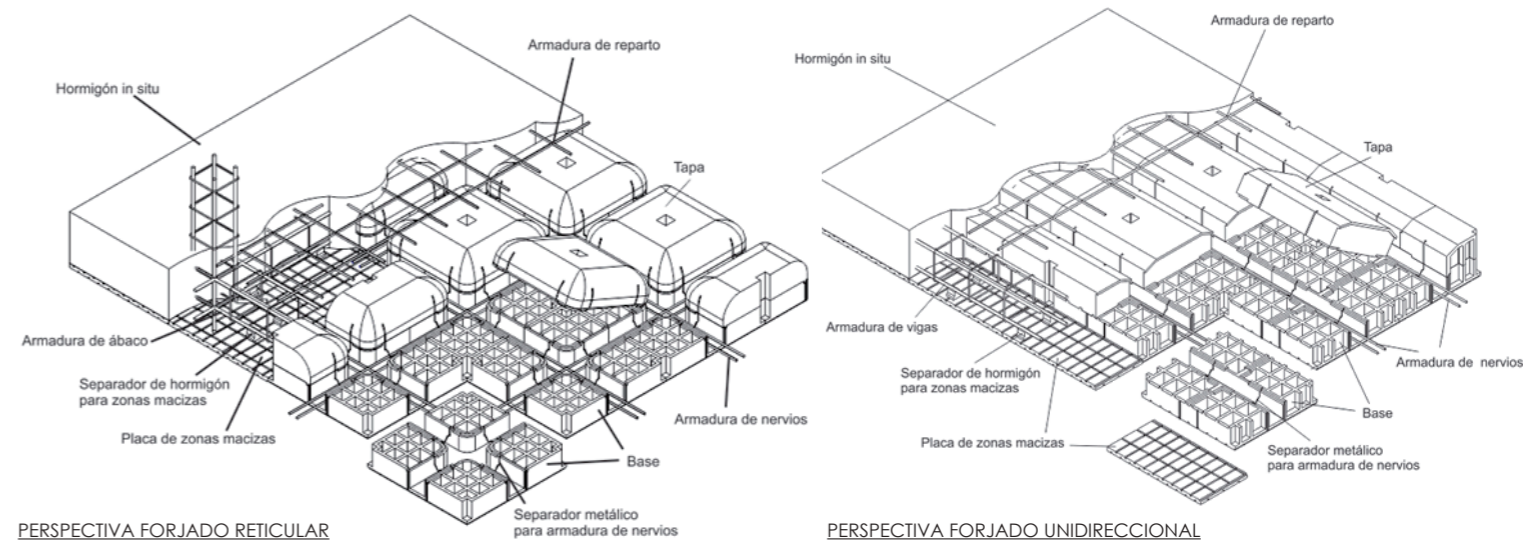 Armadura de reparto
Hormigón in situ
Tapa
Armadura de ábaco
Separador de hormigón
para zonas macizas
Placa de zonas macizas
Armadura de nervios
Base
Separador metálico
para armadura de nervios
PERSPECTIVA FORJADO RETICULAR
Armadura de reparto
Hormigón in situ
Tapa
Armadura de vigas
Separador de hormigón
para zonas macizas
Armadura de nervios
Base
Placa de zonas macizas
Separador metálico
para armadura de nervios
PERSPECTIVA FORJADO UNIDIRECCIONAL